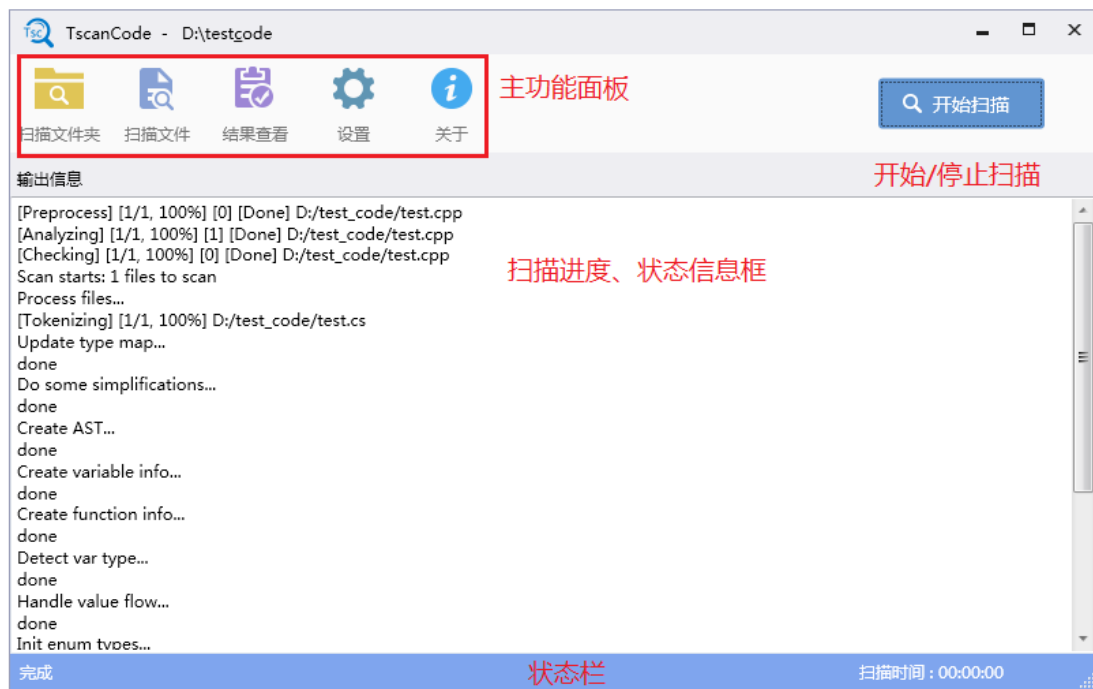 Tsc TscanCode - D:\testcode
主功能面板
开始扫描
扫描文件夹 扫描文件 结果查看 设置 关于
开始/停止扫描
输出信息
[Preprocess] [1/1, 100%] [0] [Done] D:/test_code/test.cpp
[Analyzing] [1/1, 100%] [1] [Done] D:/test_code/test.cpp
[Checking] [1/1, 100%] [0] [Done] D:/test_code/test.cpp
扫描进度、状态信息框
Scan starts: 1 files to scan
Process files...
[Tokenizing] [1/1, 100%] D:/test_code/test.cs
Update type map...
done
Do some simplifications...
done
Create AST...
done
Create variable info...
done
Create function info...
done
Detect var type...
done
Handle value flow...
done
Init enum types...
完成 状态栏 扫描时间 : 00:00:00